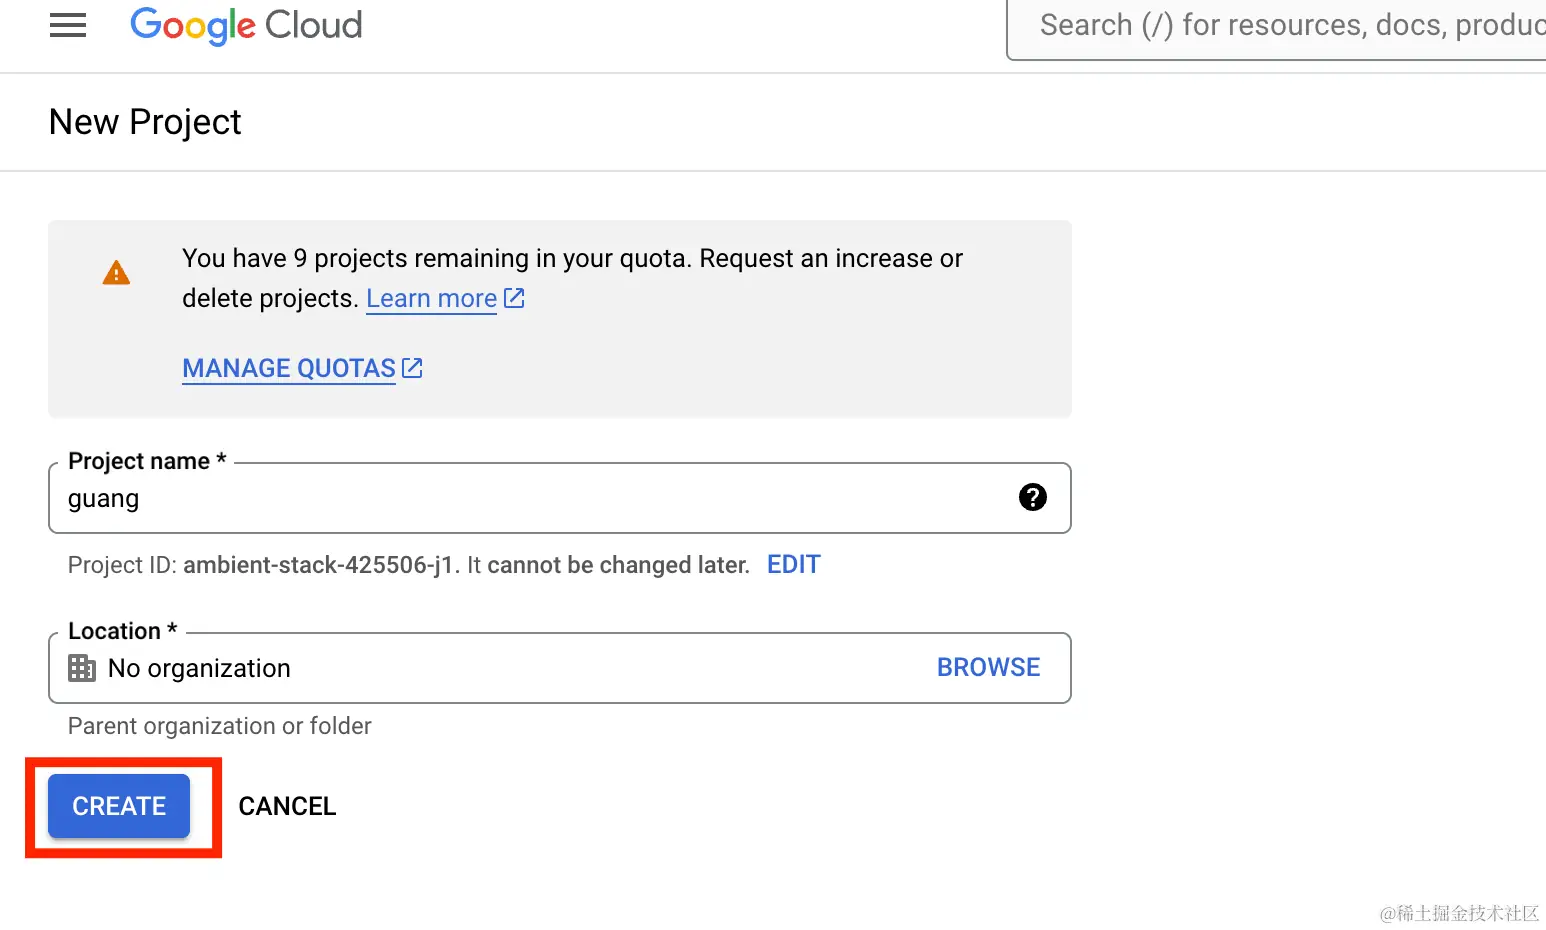 Google Cloud
Search (/) for resources, docs, produc
New Project
You have 9 projects remaining in your quota. Request an increase or
delete projects. Learn more
MANAGE QUOTAS
Project name *
guang
Project ID: ambient-stack-425506-j1. It cannot be changed later. EDIT
Location *
No organization BROWSE
Parent organization or folder
CREATE CANCEL
@稀土掘金技术社区